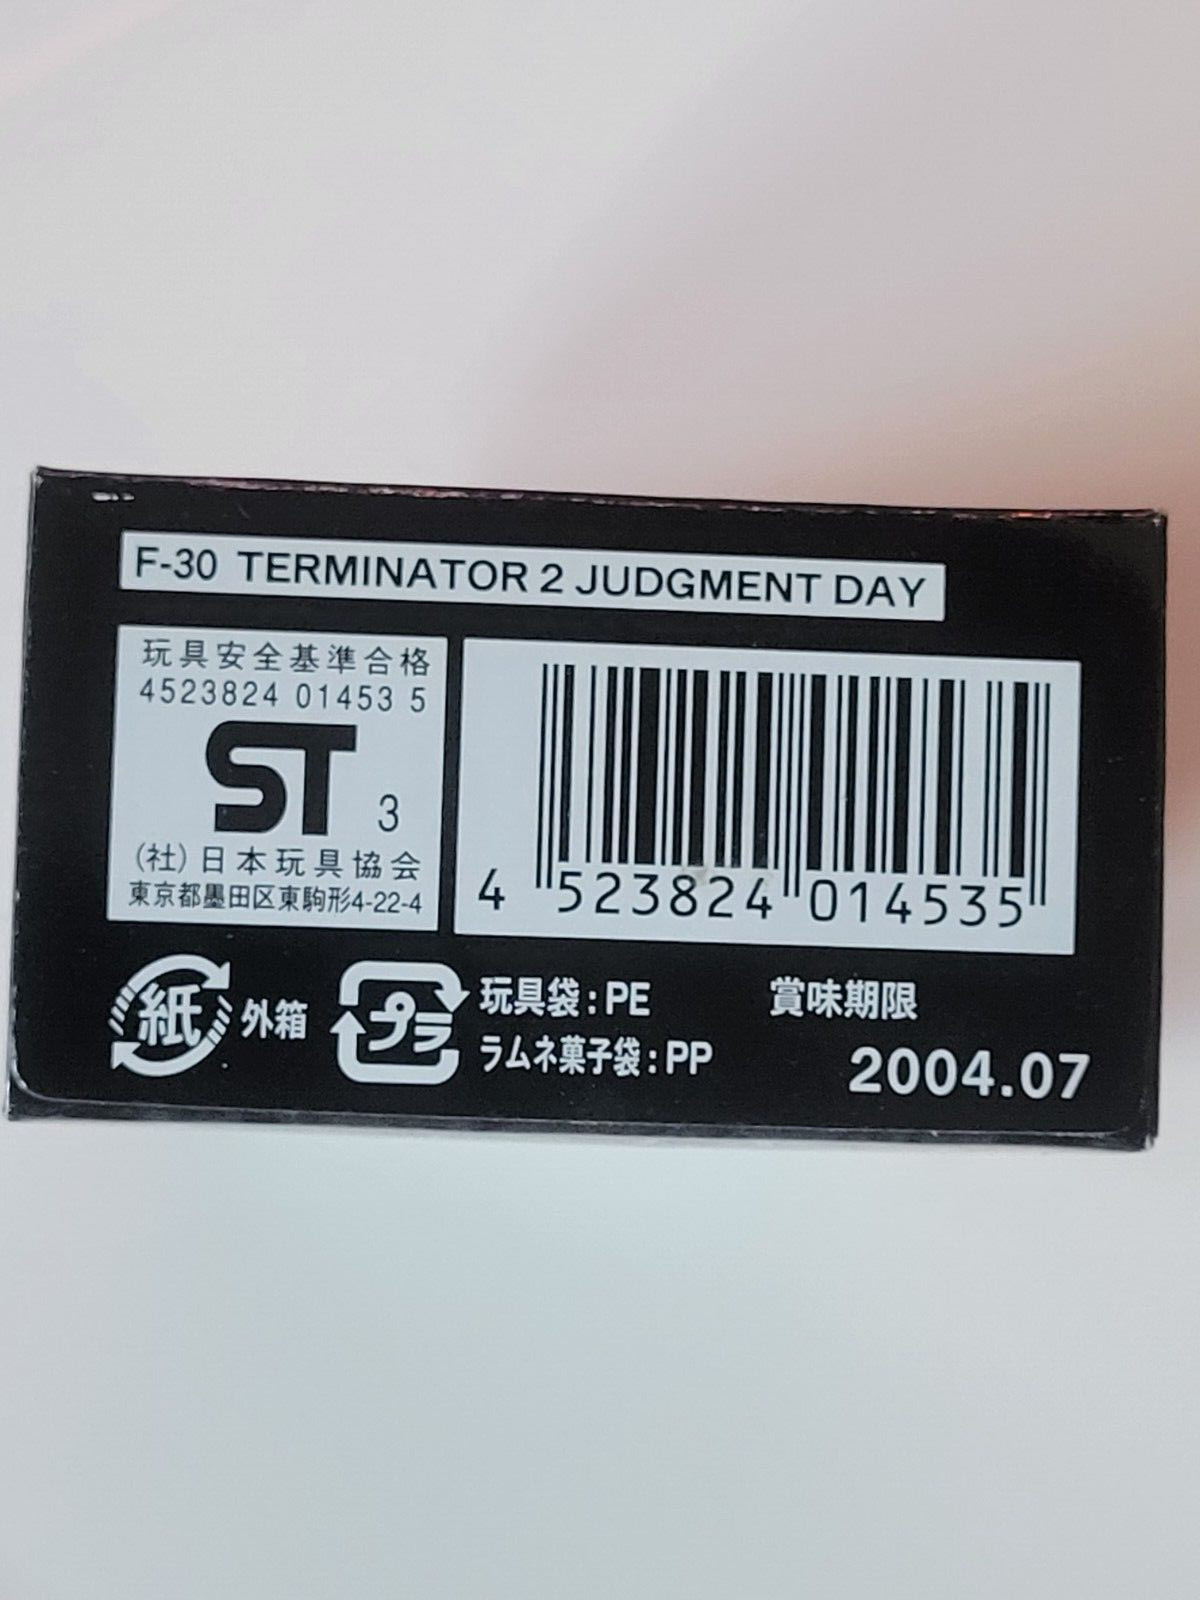 F-30 TERMINATOR 2 JUDGMENT DAY
玩具安全基準合格
4523824 01453 5
ST 3
(社)日本玩具協会
東京都墨田区東駒形4-22-4
4 523824 014535
紙 外箱
プラ 玩具袋:PE
ラムネ菓子袋:PP
賞味期限
2004.07